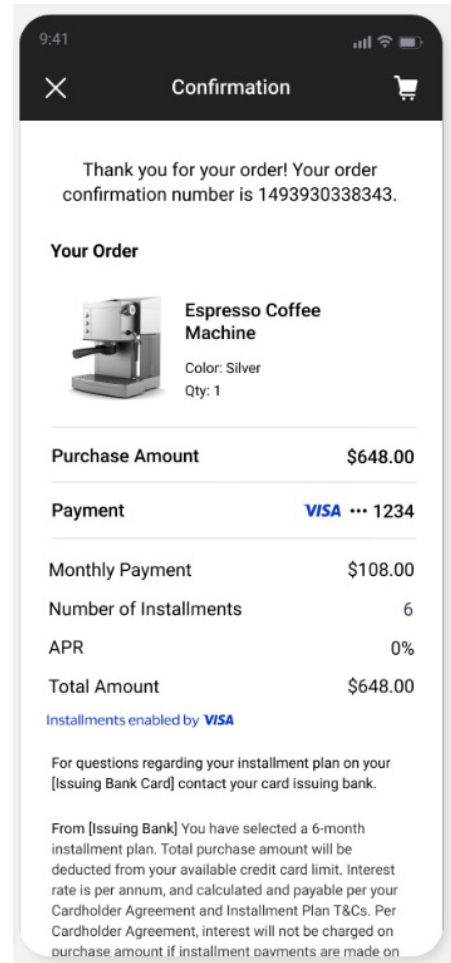 9:41
Confirmation
Thank you for your order! Your order
confirmation number is 1493930338343.
Your Order
Espresso Coffee
Machine
Color: Silver
Qty: 1
Purchase Amount $648.00
Payment VISA ••• 1234
Monthly Payment $108.00
Number of Installments 6
APR 0%
Total Amount $648.00
Installments enabled by VISA
For questions regarding your installment plan on your
[Issuing Bank Card] contact your card issuing bank.
From [Issuing Bank] You have selected a 6-month
installment plan. Total purchase amount will be
deducted from your available credit card limit. Interest
rate is per annum, and calculated and payable per your
Cardholder Agreement and Installment Plan T&Cs. Per
Cardholder Agreement, interest will not be charged on
purchase amount if installment payments are made on